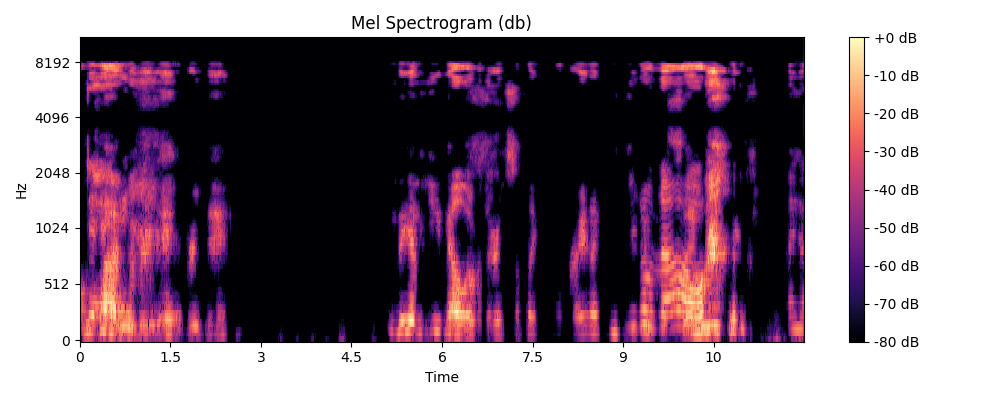 Mel Spectrogram (db)
8192
4096
2048
1024
512
0
Hz
0 1.5 3 4.5 6 7.5 9 10
Time
+0 dB
-10 dB
-20 dB
-30 dB
-40 dB
-50 dB
-60 dB
-70 dB
-80 dB